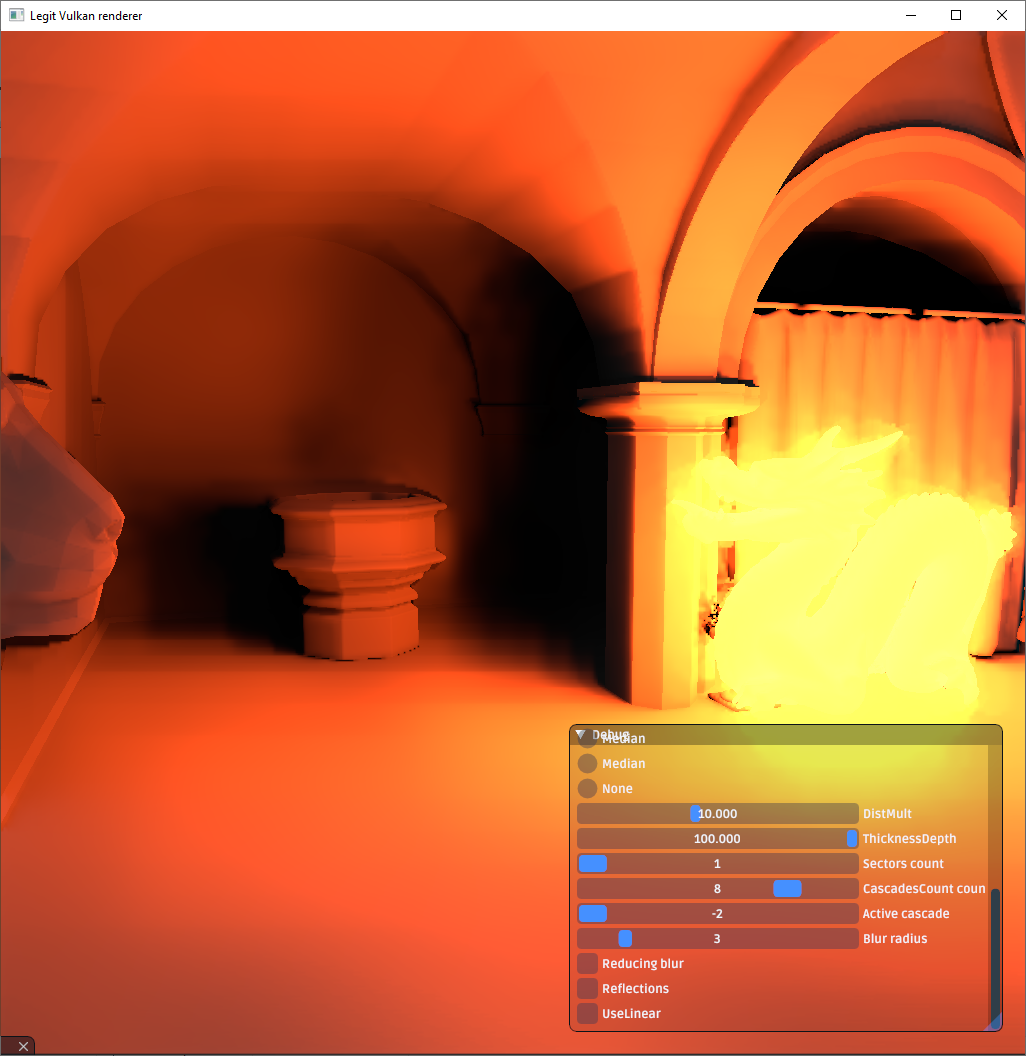 Legit Vulkan renderer
Debug
Median
Median
None
10.000 DistMult
100.000 ThicknessDepth
1 Sectors count
8 CascadesCount coun
-2 Active cascade
3 Blur radius
Reducing blur
Reflections
UseLinear